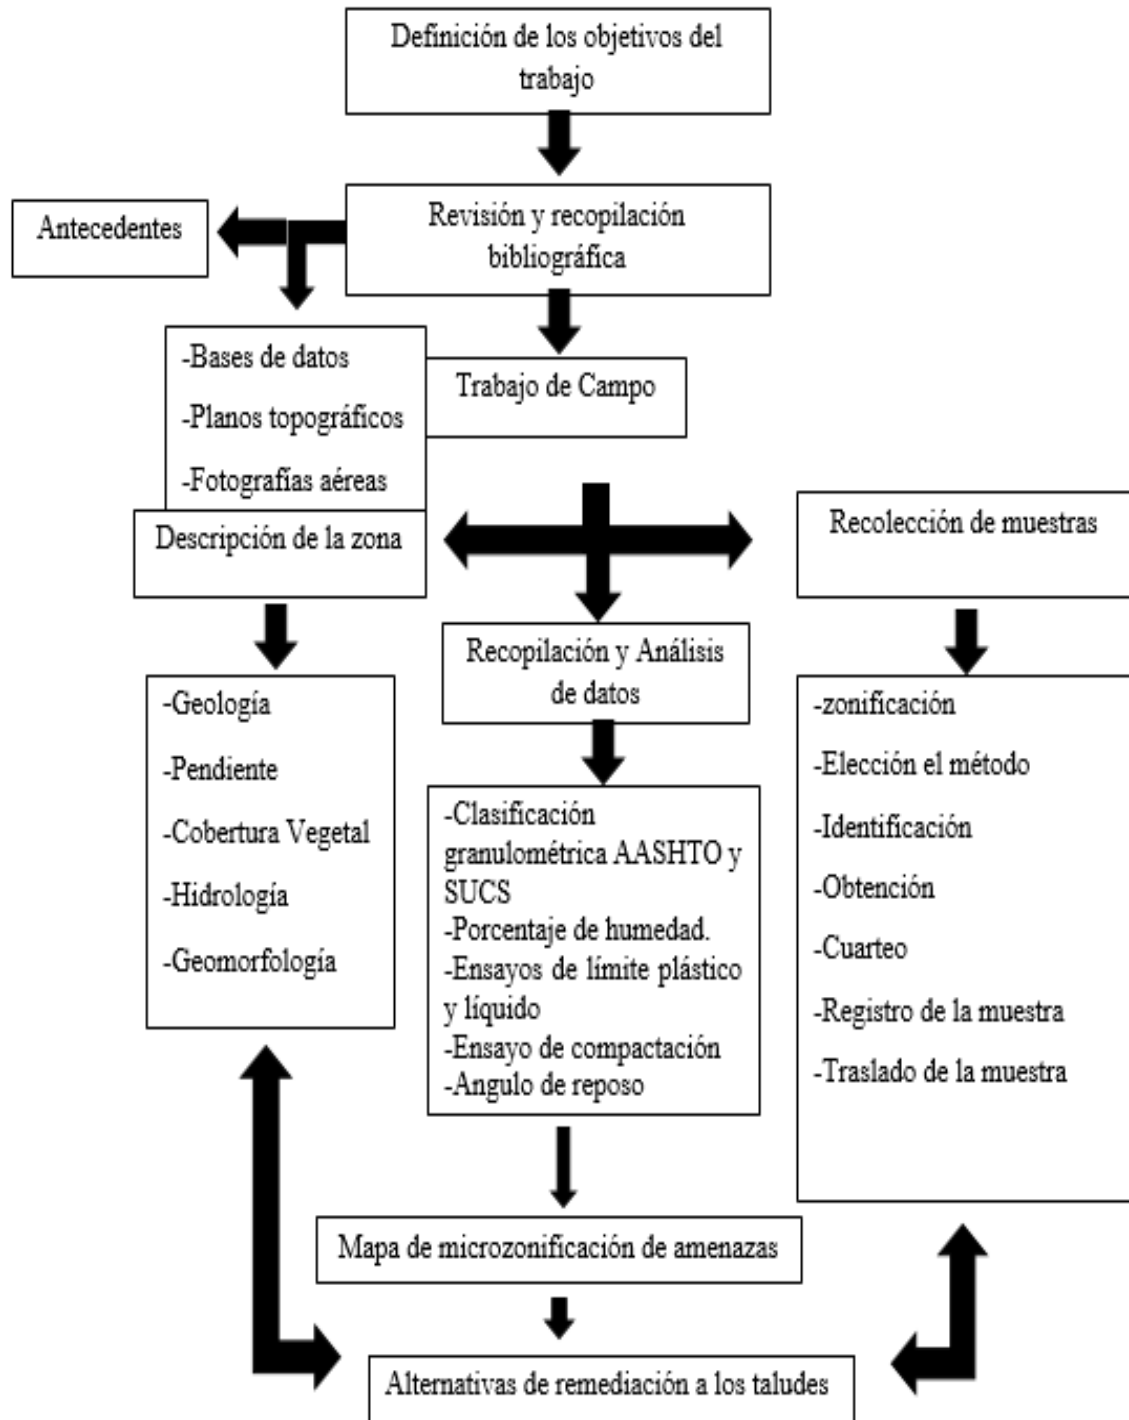 Definición de los objetivos del
trabajo
Revisión y recopilación
bibliográfica
Antecedentes
-Bases de datos
-Planos topográficos
-Fotografías aéreas
Trabajo de Campo
Descripción de la zona
Recolección de muestras
Recopilación y Análisis
de datos
-Geología
-Pendiente
-Cobertura Vegetal
-Hidrología
-Geomorfología
-Clasificación
granulométrica AASHTO y
SUCS
-Porcentaje de humedad.
-Ensayos de límite plástico
y líquido
-Ensayo de compactación
-Angulo de reposo
-zonificación
-Elección el método
-Identificación
-Obtención
-Cuarteo
-Registro de la muestra
-Traslado de la muestra
Mapa de microzonificación de amenazas
Alternativas de remediación a los taludes